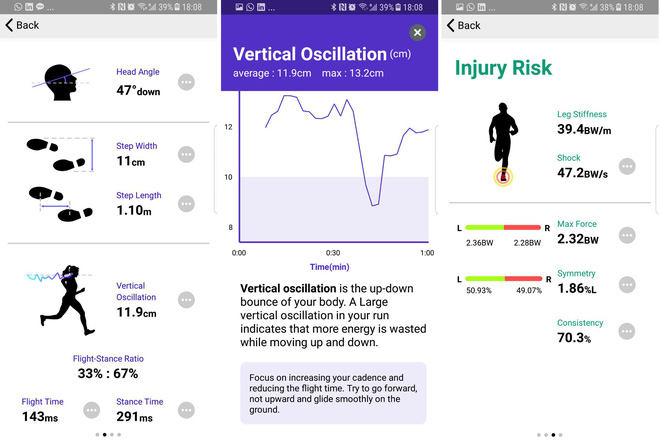 39% 18:08
Back
Head Angle
47°down
Step Width
11cm
Step Length
1.10m
Vertical
Oscillation
11.9cm
Flight-Stance Ratio
33% : 67%
Flight Time
143ms
Stance Time
291ms
39% 18:08
Vertical Oscillation (cm)
average : 11.9cm max : 13.2cm
12
10
8
0:00 0:30 1:00
Time(min)
Vertical oscillation is the up-down
bounce of your body. A Large
vertical oscillation in your run
indicates that more energy is wasted
while moving up and down.
Focus on increasing your cadence and
reducing the flight time. Try to go forward,
not upward and glide smoothly on the
ground.
38% 18:08
Back
Injury Risk
Leg Stiffness
39.4BW/m
Shock
47.2BW/s
L R
2.36BW 2.28BW
Max Force
2.32BW
L R
50.93% 49.07%
Symmetry
1.86%L
Consistency
70.3%